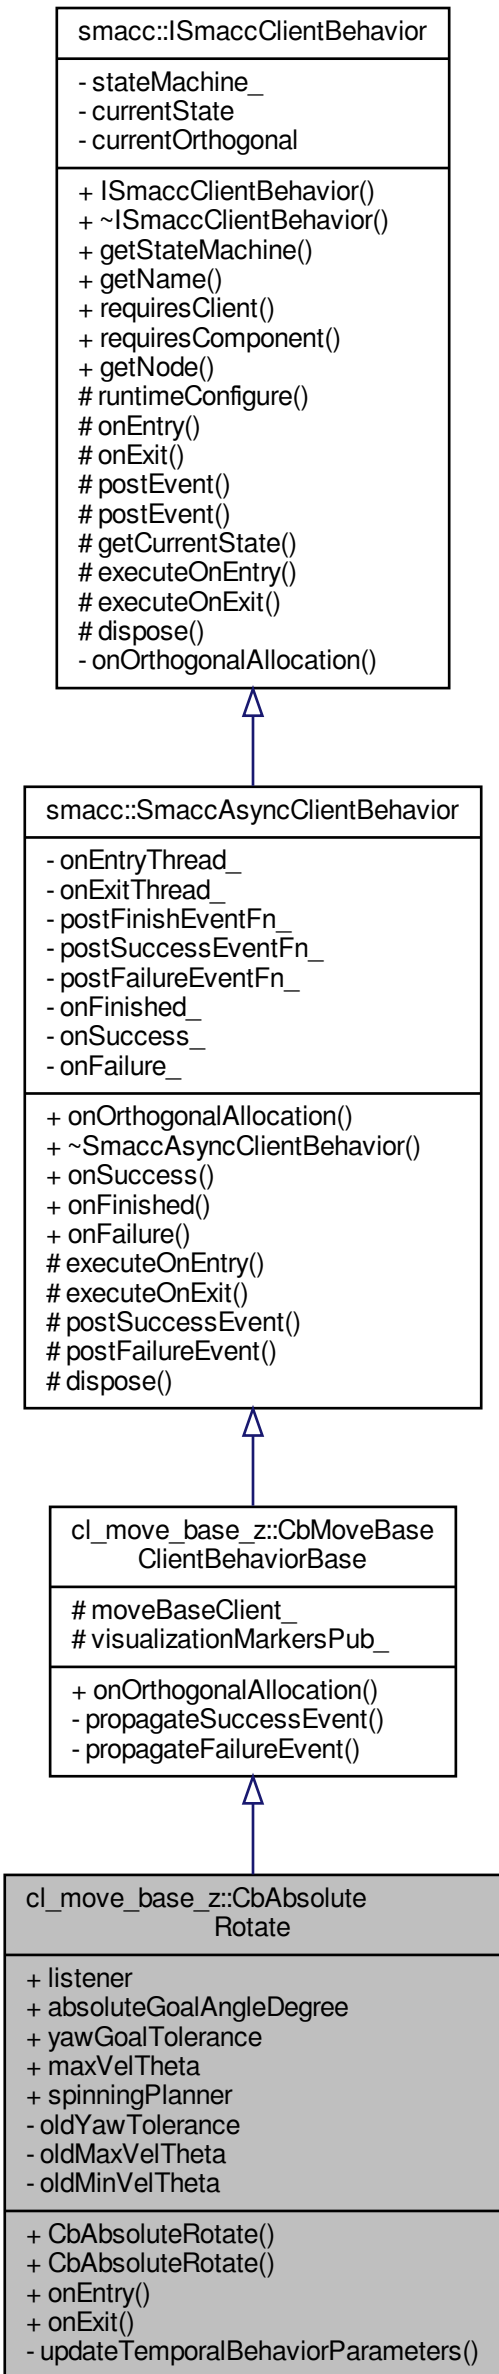 smacc::ISmaccClientBehavior
- stateMachine_
- currentState
- currentOrthogonal
+ ISmaccClientBehavior()
+ ~ISmaccClientBehavior()
+ getStateMachine()
+ getName()
+ requiresClient()
+ requiresComponent()
+ getNode()
# runtimeConfigure()
# onEntry()
# onExit()
# postEvent()
# postEvent()
# getCurrentState()
# executeOnEntry()
# executeOnExit()
# dispose()
- onOrthogonalAllocation()
smacc::SmaccAsyncClientBehavior
- onEntryThread_
- onExitThread_
- postFinishEventFn_
- postSuccessEventFn_
- postFailureEventFn_
- onFinished_
- onSuccess_
- onFailure_
+ onOrthogonalAllocation()
+ ~SmaccAsyncClientBehavior()
+ onSuccess()
+ onFinished()
+ onFailure()
# executeOnEntry()
# executeOnExit()
# postSuccessEvent()
# postFailureEvent()
# dispose()
cl_move_base_z::CbMoveBase
ClientBehaviorBase
# moveBaseClient_
# visualizationMarkersPub_
+ onOrthogonalAllocation()
- propagateSuccessEvent()
- propagateFailureEvent()
cl_move_base_z::CbAbsolute
Rotate
+ listener
+ absoluteGoalAngleDegree
+ yawGoalTolerance
+ maxVelTheta
+ spinningPlanner
- oldYawTolerance
- oldMaxVelTheta
- oldMinVelTheta
+ CbAbsoluteRotate()
+ CbAbsoluteRotate()
+ onEntry()
+ onExit()
- updateTemporalBehaviorParameters()